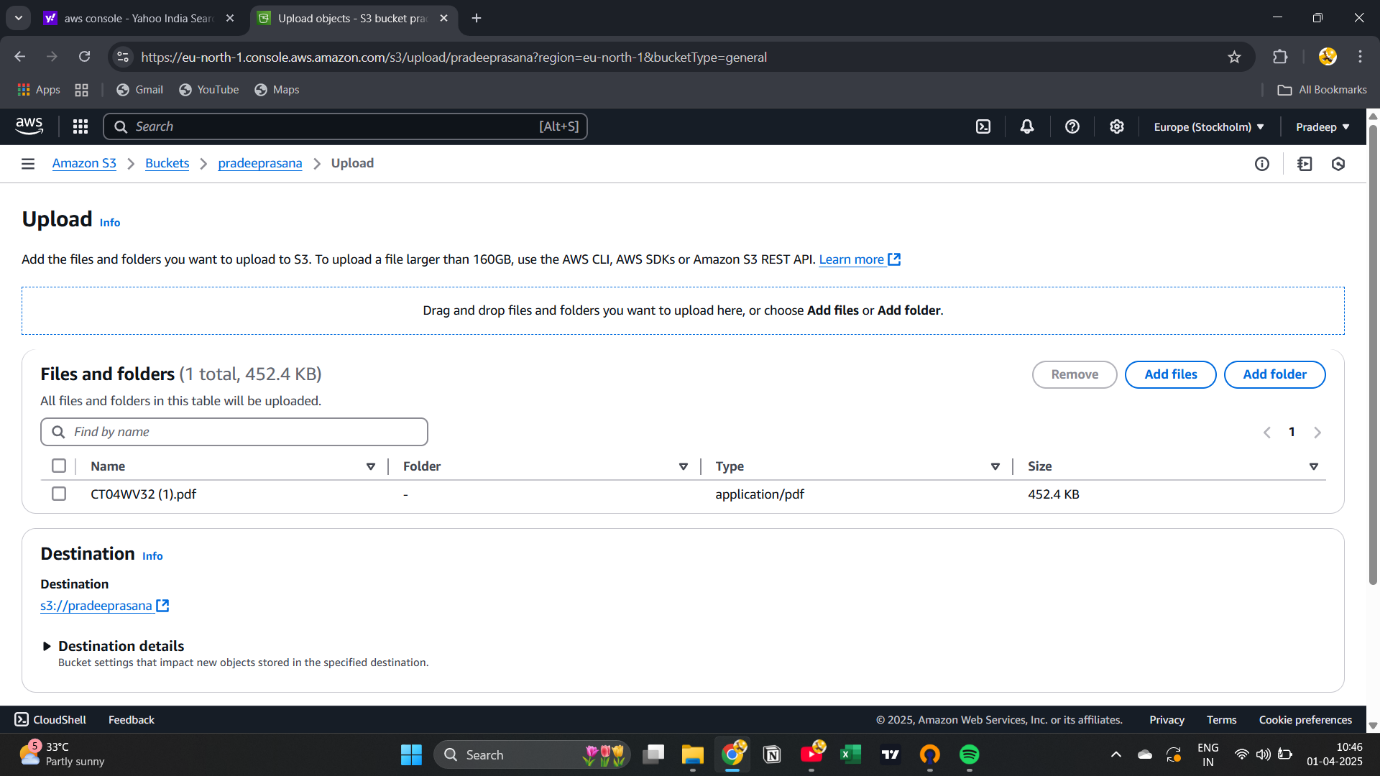 aws console - Yahoo India Sear
Upload objects - S3 bucket prac
https://eu-north-1.console.aws.amazon.com/s3/upload/pradeeprasana?region=eu-north-1&bucketType=general
Apps Gmail YouTube Maps All Bookmarks
aws Search [Alt+S] Europe (Stockholm) Pradeep
Amazon S3 Buckets pradeeprasana Upload
Upload Info
Add the files and folders you want to upload to S3. To upload a file larger than 160GB, use the AWS CLI, AWS SDKs or Amazon S3 REST API. Learn more
Drag and drop files and folders you want to upload here, or choose Add files or Add folder.
Files and folders (1 total, 452.4 KB) Remove Add files Add folder
All files and folders in this table will be uploaded.
Find by name 1
Name Folder Type Size
CT04WV32 (1).pdf - application/pdf 452.4 KB
Destination Info
Destination
s3://pradeeprasana
Destination details
Bucket settings that impact new objects stored in the specified destination.
CloudShell Feedback © 2025, Amazon Web Services, Inc. or its affiliates. Privacy Terms Cookie preferences
5 33°C Search ENG 10:46
Partly sunny IN 01-04-2025